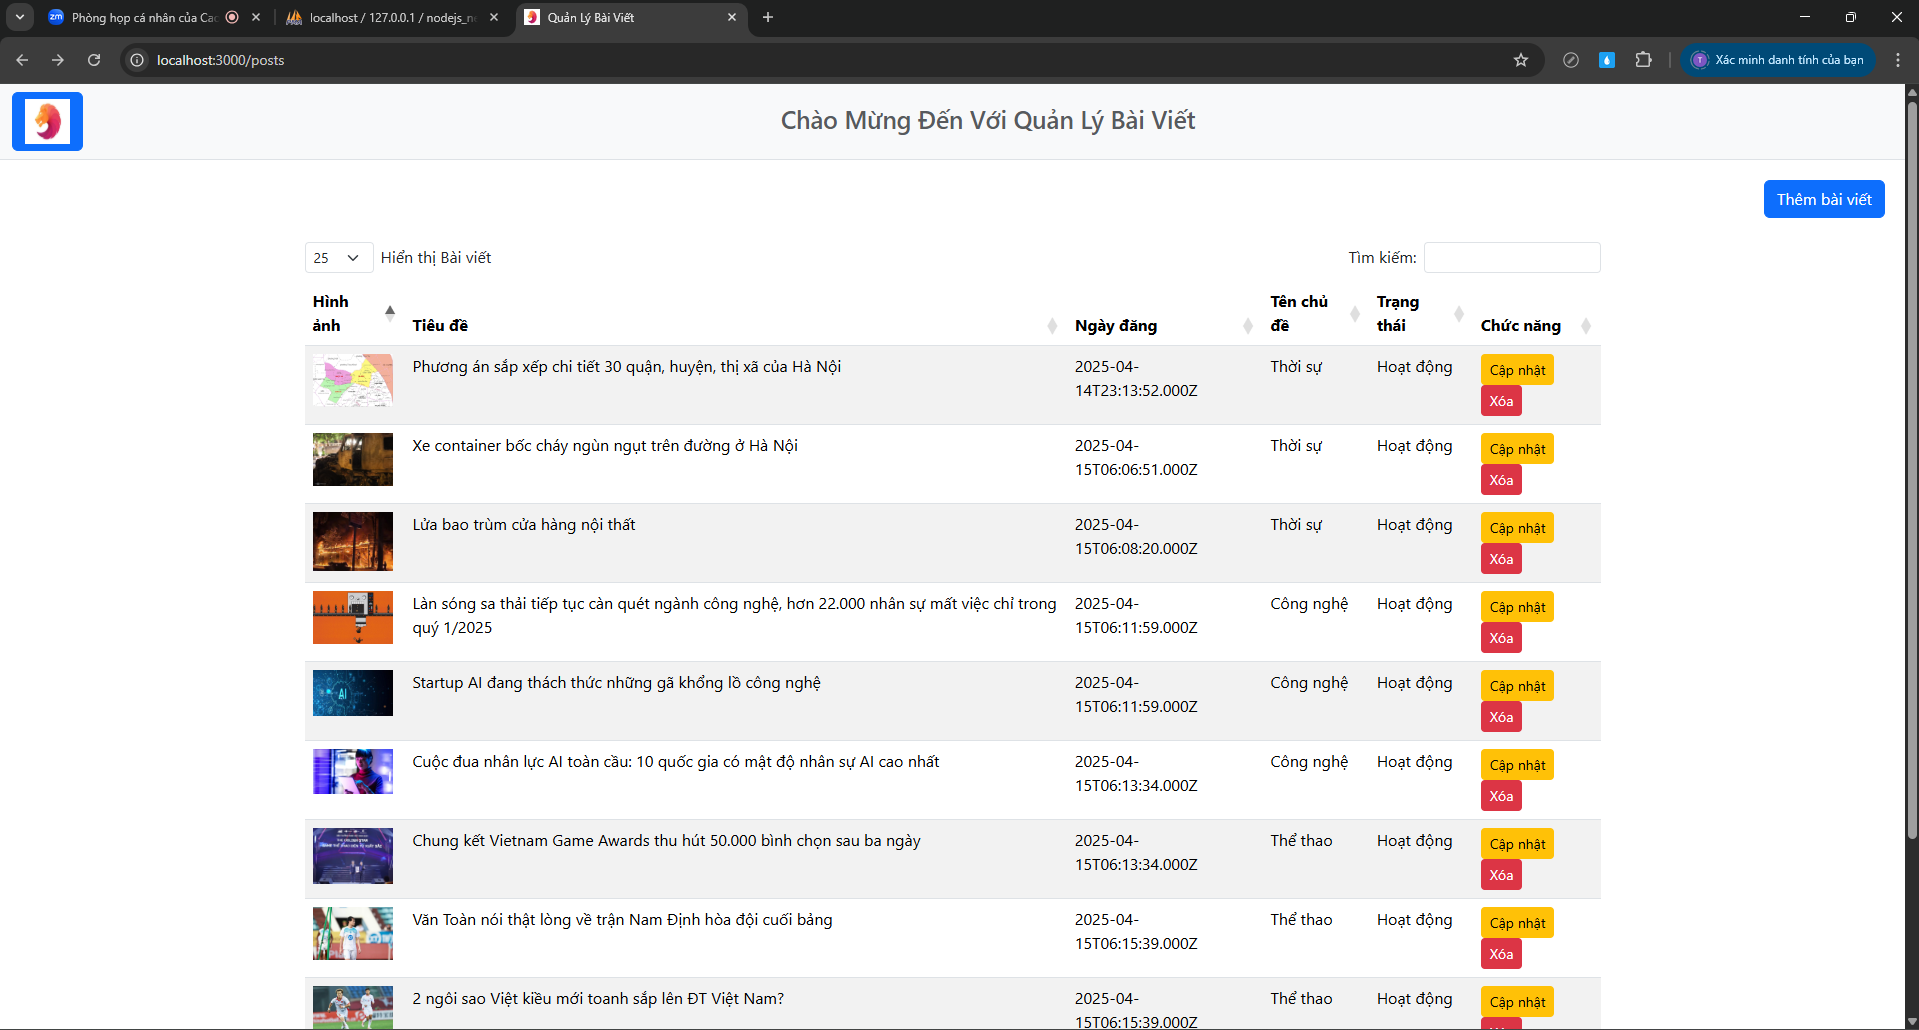 Phòng họp cá nhân của Cao
localhost / 127.0.0.1 / nodejs_n
Quản Lý Bài Viết
localhost:3000/posts
T
Xác minh danh tính của bạn
Chào Mừng Đến Với Quản Lý Bài Viết
Thêm bài viết
25
Hiển thị Bài viết
Tìm kiếm:
Hình
ảnh
Tiêu đề
Ngày đăng
Tên chủ
đề
Trạng
thái
Chức năng
Phương án sắp xếp chi tiết 30 quận, huyện, thị xã của Hà Nội
2025-04-
14T23:13:52.000Z
Thời sự
Hoạt động
Cập nhật
Xóa
Xe container bốc cháy ngùn ngụt trên đường ở Hà Nội
2025-04-
15T06:06:51.000Z
Thời sự
Hoạt động
Cập nhật
Xóa
Lửa bao trùm cửa hàng nội thất
2025-04-
15T06:08:20.000Z
Thời sự
Hoạt động
Cập nhật
Xóa
Làn sóng sa thải tiếp tục càn quét ngành công nghệ, hơn 22.000 nhân sự mất việc chỉ trong
quý 1/2025
2025-04-
15T06:11:59.000Z
Công nghệ
Hoạt động
Cập nhật
Xóa
AI
Startup AI đang thách thức những gã khổng lồ công nghệ
2025-04-
15T06:11:59.000Z
Công nghệ
Hoạt động
Cập nhật
Xóa
Cuộc đua nhân lực AI toàn cầu: 10 quốc gia có mật độ nhân sự AI cao nhất
2025-04-
15T06:13:34.000Z
Công nghệ
Hoạt động
Cập nhật
Xóa
Chung kết Vietnam Game Awards thu hút 50.000 bình chọn sau ba ngày
2025-04-
15T06:13:34.000Z
Thể thao
Hoạt động
Cập nhật
Xóa
Văn Toàn nói thật lòng về trận Nam Định hòa đội cuối bảng
2025-04-
15T06:15:39.000Z
Thể thao
Hoạt động
Cập nhật
Xóa
2 ngôi sao Việt kiều mới toanh sắp lên ĐT Việt Nam?
2025-04-
15T06:15:39.000Z
Thể thao
Hoạt động
Cập nhật